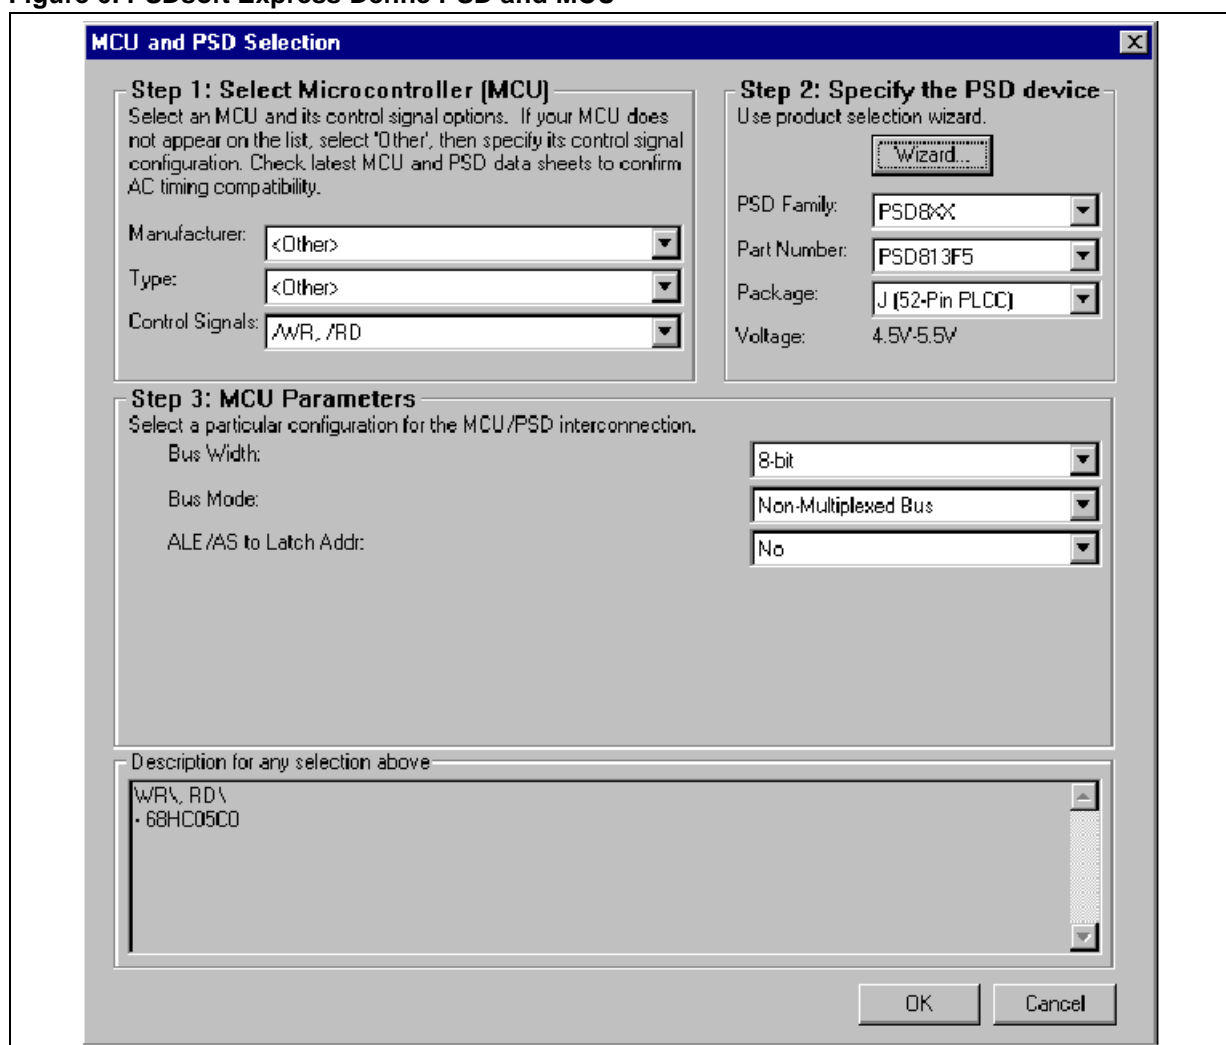 MCU and PSD Selection
Step 1: Select Microcontroller (MCU)
Select an MCU and its control signal options. If your MCU does
not appear on the list, select 'Other', then specify its control signal
configuration. Check latest MCU and PSD data sheets to confirm
AC timing compatibility.
Manufacturer: <Other>
Type: <Other>
Control Signals: /WR, /RD
Step 2: Specify the PSD device
Use product selection wizard.
Wizard...
PSD Family: PSD8XX
Part Number: PSD813F5
Package: J (52-Pin PLCC)
Voltage: 4.5V-5.5V
Step 3: MCU Parameters
Select a particular configuration for the MCU/PSD interconnection.
Bus Width: 8-bit
Bus Mode: Non-Multiplexed Bus
ALE/AS to Latch Addr: No
Description for any selection above
WR\, RD\
- 68HC05C0
OK Cancel